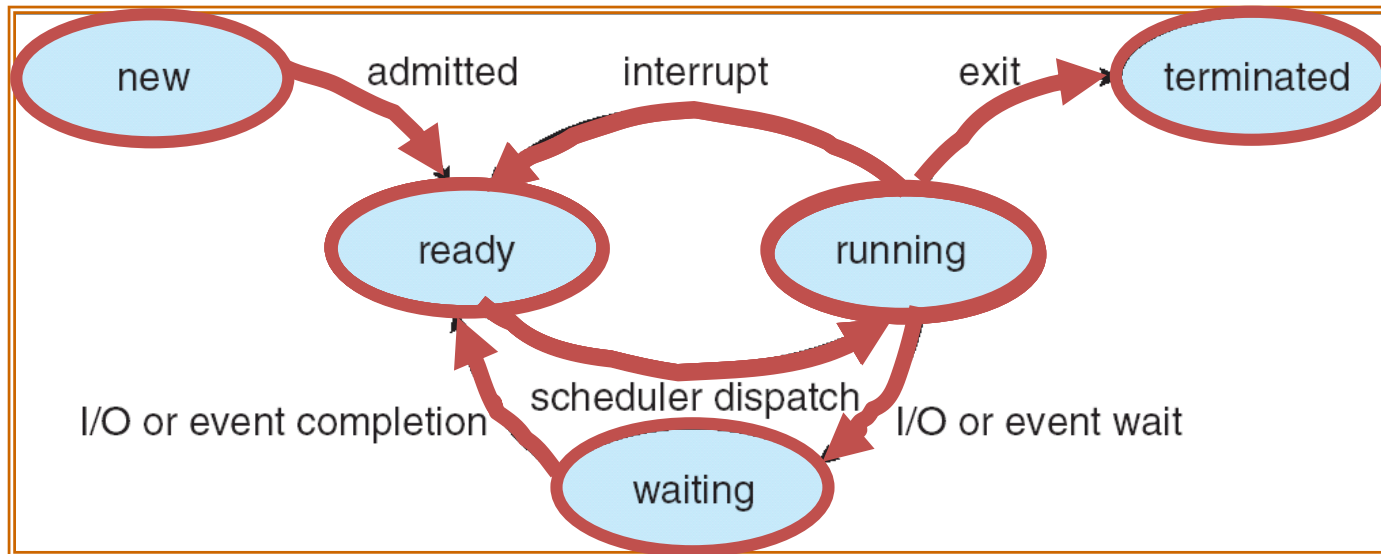 new
admitted
interrupt
exit
terminated
ready
running
scheduler dispatch
I/O or event completion
I/O or event wait
waiting